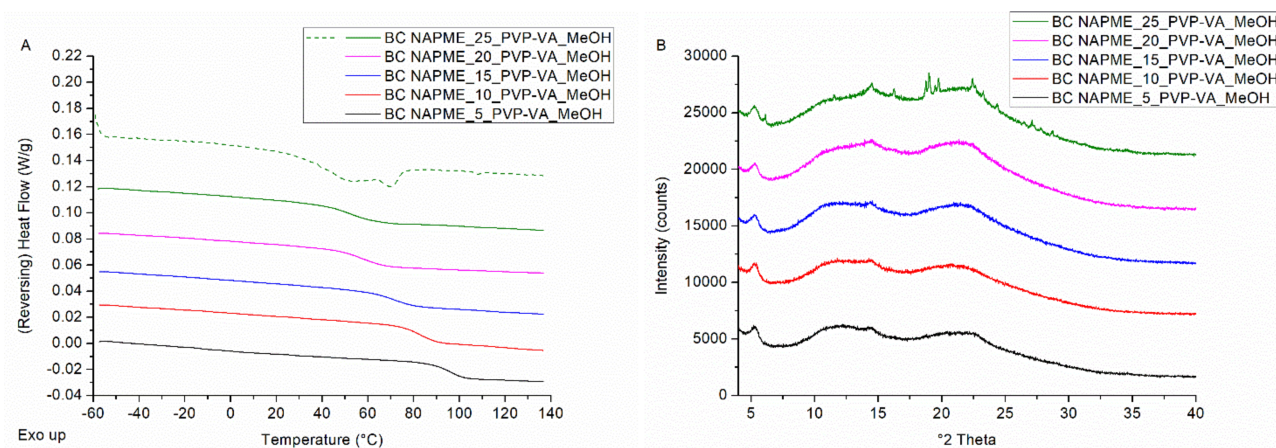 A
BC NAPME_25_PVP-VA_MeOH
BC NAPME_20_PVP-VA_MeOH
BC NAPME_15_PVP-VA_MeOH
BC NAPME_10_PVP-VA_MeOH
BC NAPME_5_PVP-VA_MeOH
(Reversing) Heat Flow (W/g)
0.22
0.20
0.18
0.16
0.14
0.12
0.10
0.08
0.06
0.04
0.02
0.00
-0.02
-0.04
-60 -40 -20 0 20 40 60 80 100 120 140
Exo up
Temperature (°C)
B
BC NAPME_25_PVP-VA_MeOH
BC NAPME_20_PVP-VA_MeOH
BC NAPME_15_PVP-VA_MeOH
BC NAPME_10_PVP-VA_MeOH
BC NAPME_5_PVP-VA_MeOH
Intensity (counts)
30000
25000
20000
15000
10000
5000
0
5 10 15 20 25 30 35 40
°2 Theta